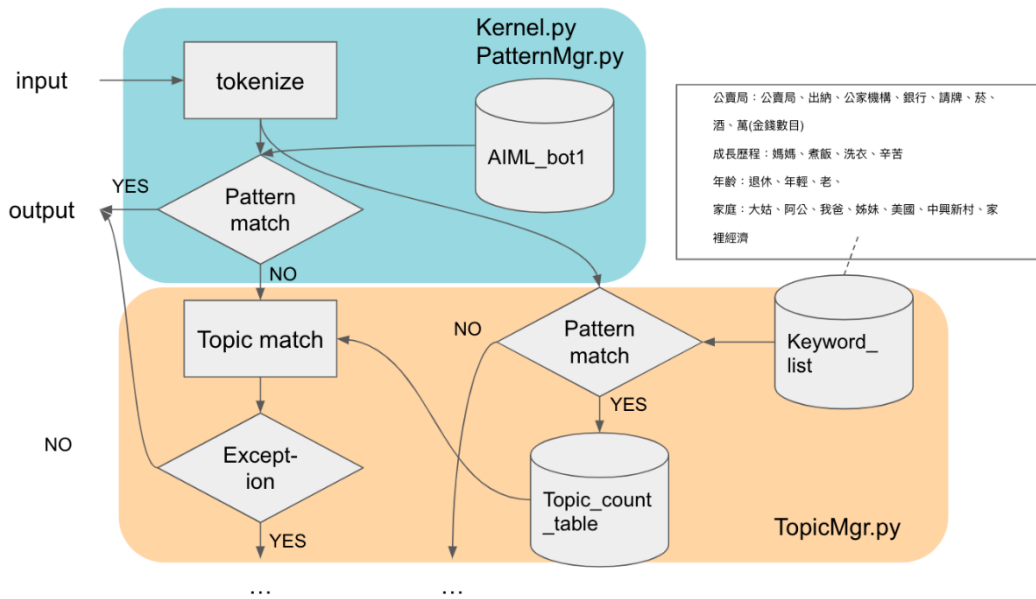 Kernel.py
PatternMgr.py
input
tokenize
AIML_bot1
YES
output
Pattern
match
NO
公賣局：公賣局、出納、公家機構、銀行、請牌、菸、
酒、萬(金錢數目)
成長歷程：媽媽、煮飯、洗衣、辛苦
年齡：退休、年輕、老、
家庭：大姑、阿公、我爸、姊妹、美國、中興新村、家
裡經濟
Topic match
NO
Pattern
match
Keyword_
list
YES
NO
Except-
ion
Topic_count
_table
TopicMgr.py
YES
...
...